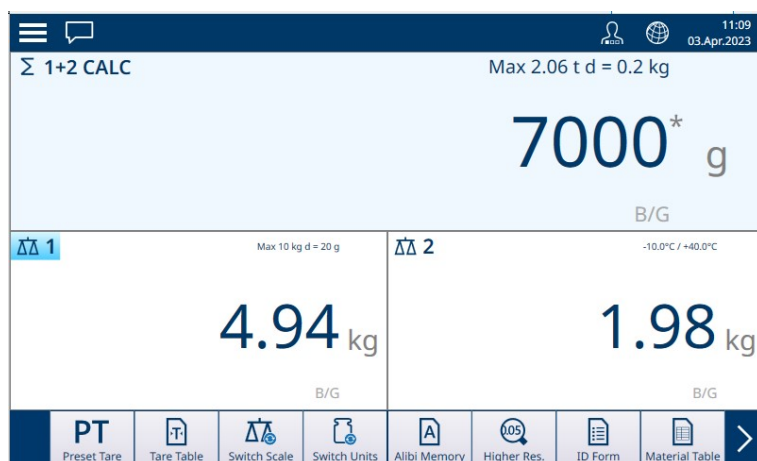 11:09
03.Apr.2023
Σ 1+2 CALC
Max 2.06 t d = 0.2 kg
7000* g
B/G
1
Max 10 kg d = 20 g
4.94 kg
B/G
2
-10.0°C / +40.0°C
1.98 kg
B/G
PT
Preset Tare
T
Tare Table
Switch Scale
Switch Units
A
Alibi Memory
0.05
Higher Res.
ID Form
Material Table